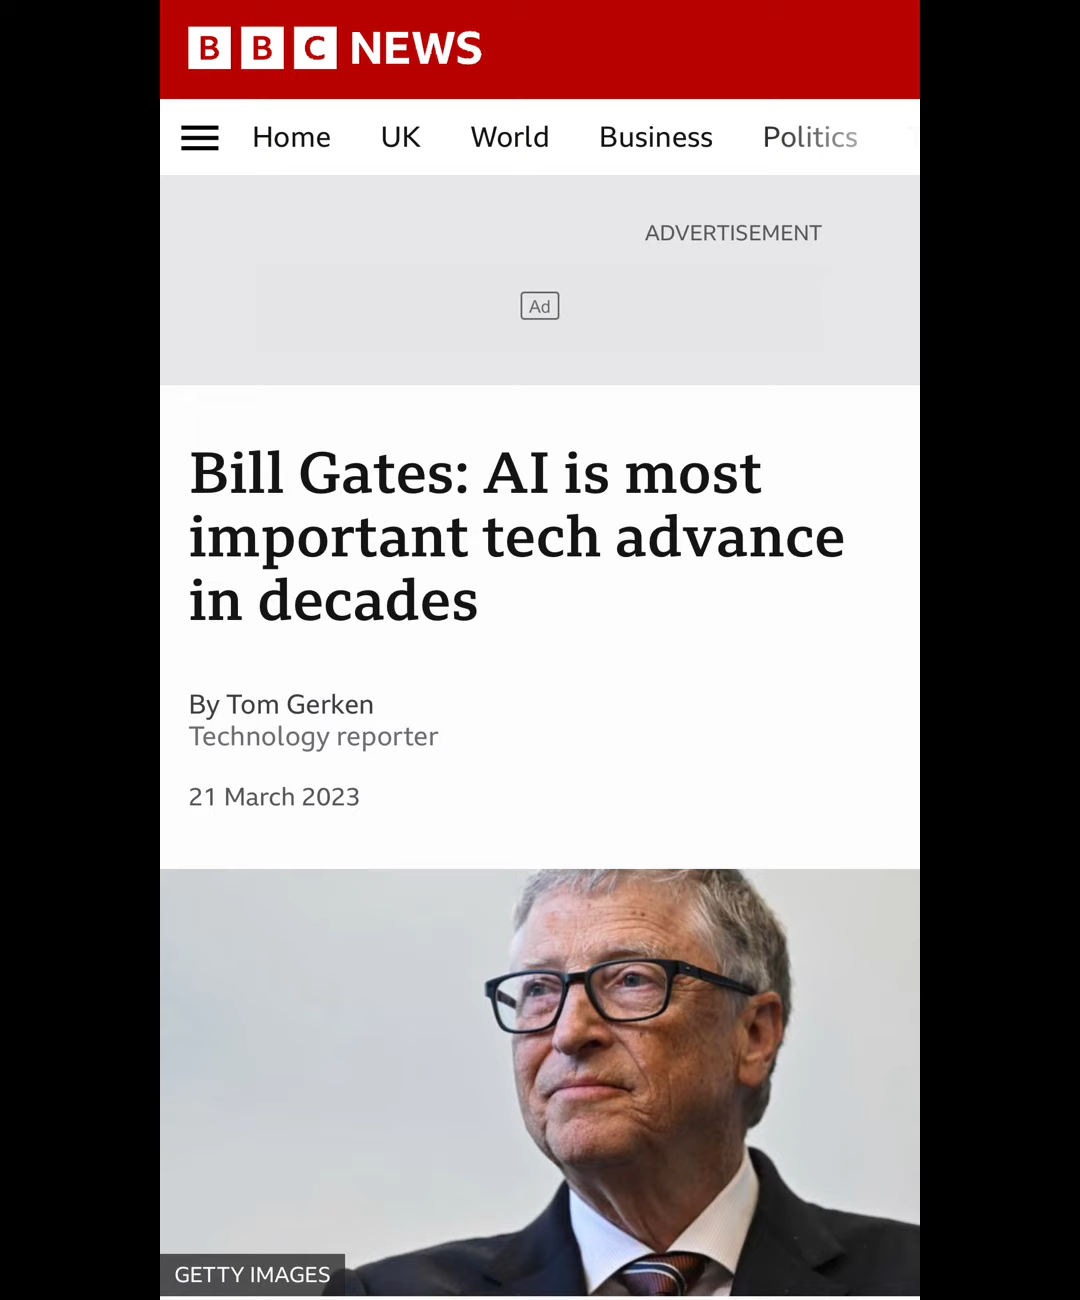 BBC NEWS
Home UK World Business Politics
ADVERTISEMENT
Ad
Bill Gates: AI is most
important tech advance
in decades
By Tom Gerken
Technology reporter
21 March 2023
GETTY IMAGES